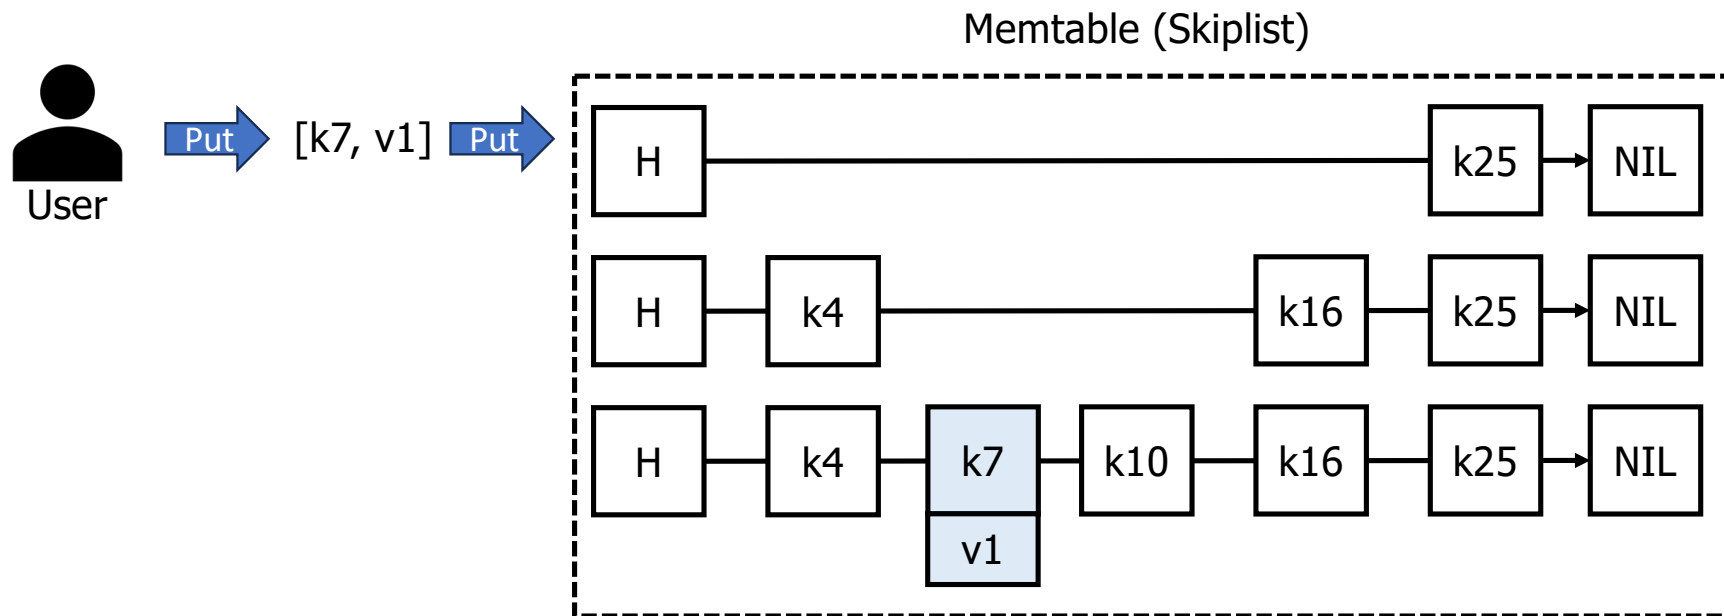 Memtable (Skiplist)
Put [k7, v1] Put
User
H k25 NIL
H k4 k16 k25 NIL
H k4 k7 k10 k16 k25 NIL
v1